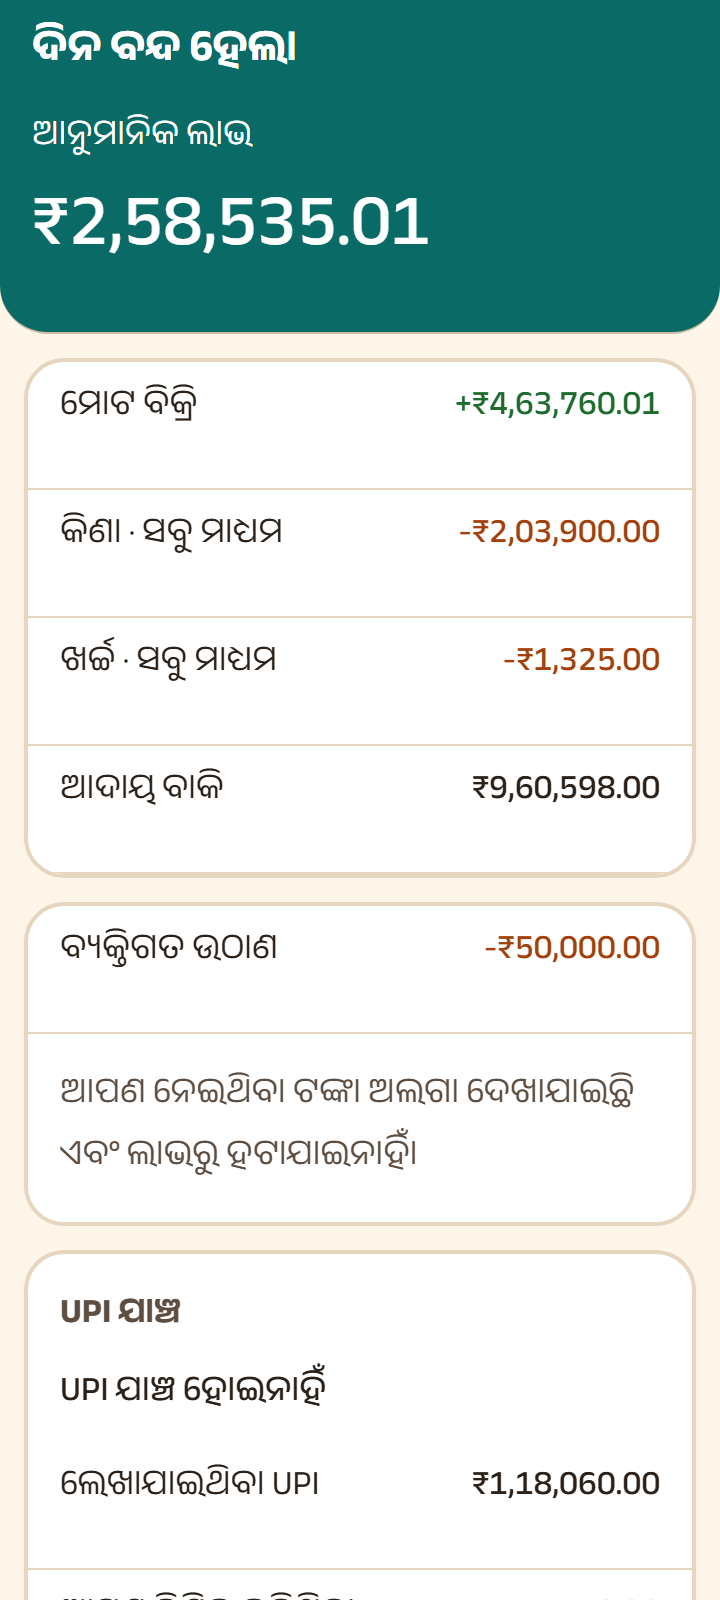 ଦିନ ବନ୍ଦ ହେଲା
ଆନୁମାନିକ ଲାଭ
₹2,58,535.01
ମୋଟ ବିକ୍ରି +₹4,63,760.01
କିଣା · ସବୁ ମାଧ୍ୟମ -₹2,03,900.00
ଖର୍ଚ୍ଚ · ସବୁ ମାଧ୍ୟମ -₹1,325.00
ଆଦାୟ ବାକି ₹9,60,598.00
ବ୍ୟକ୍ତିଗତ ଉଠାଣ -₹50,000.00
ଆପଣ ନେଇଥିବା ଟଙ୍କା ଅଲଗା ଦେଖାଯାଇଛି
ଏବଂ ଲାଭରୁ ହଟାଯାଇନାହିଁ।
UPI ଯାଞ୍ଚ
UPI ଯାଞ୍ଚ ହୋଇନାହିଁ
ଲେଖାଯାଇଥିବା UPI ₹1,18,060.00